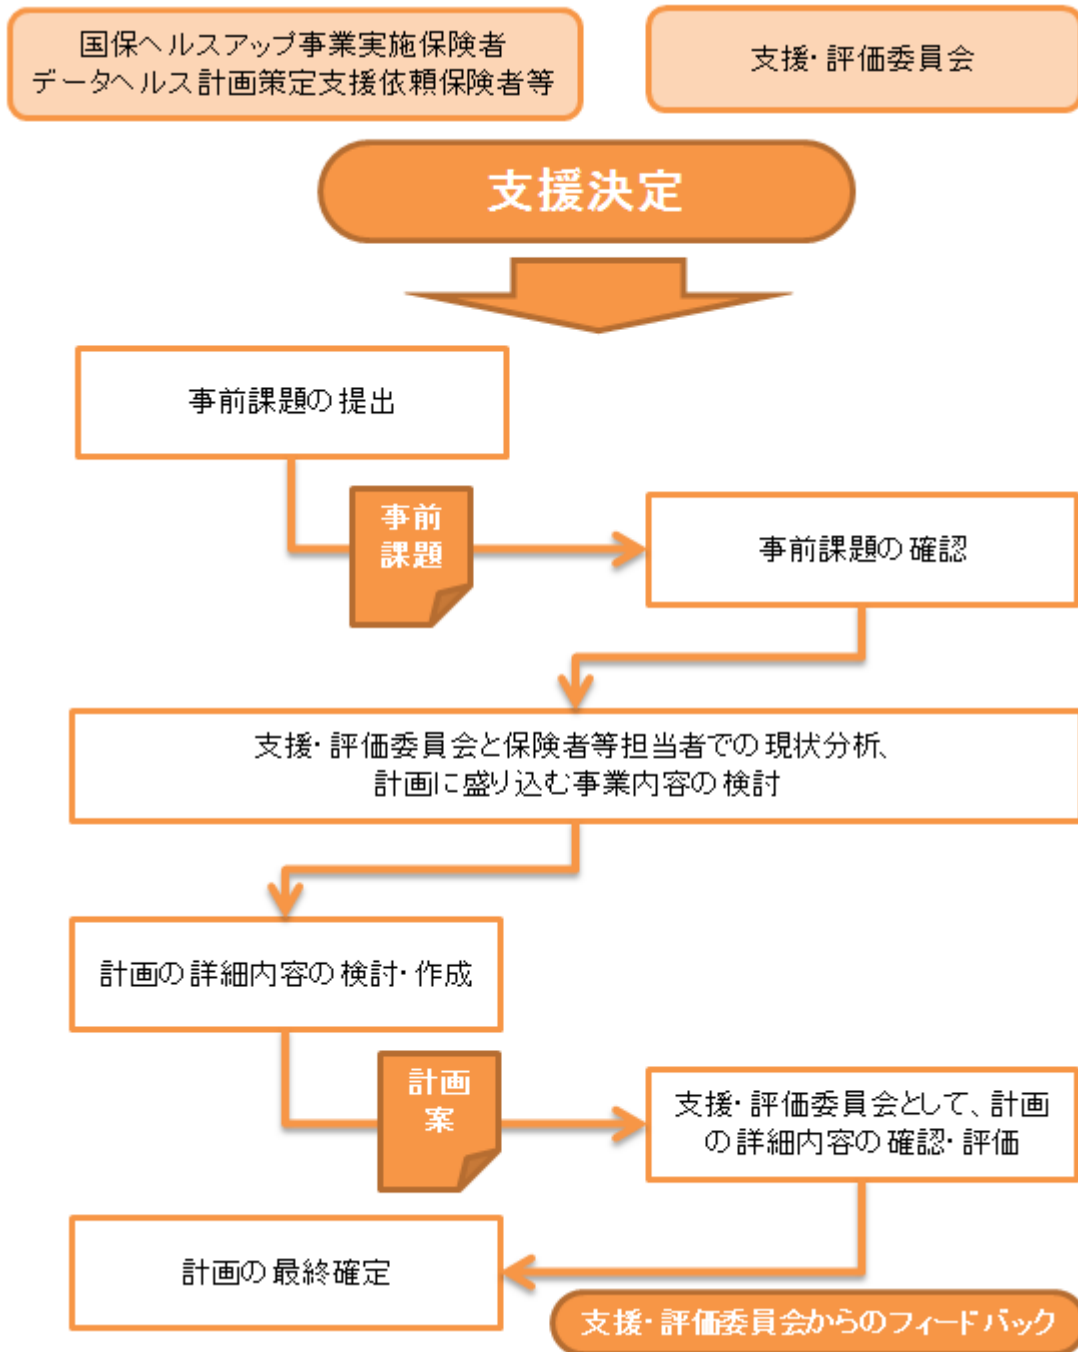 国保ヘルスアップ事業実施保険者
データヘルス計画策定支援依頼保険者等
支援・評価委員会
支援決定
事前課題の提出
事前
課題
事前課題の確認
支援・評価委員会と保険者等担当者での現状分析、
計画に盛り込む事業内容の検討
計画の詳細内容の検討・作成
計画
案
支援・評価委員会として、計画
の詳細内容の確認・評価
計画の最終確定
支援・評価委員会からのフィードバック